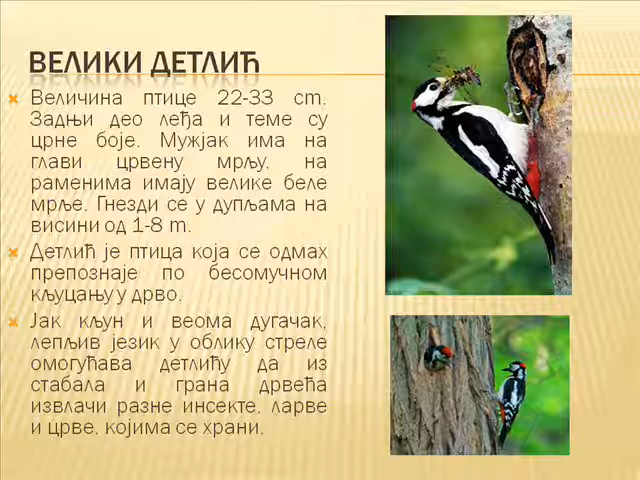 ВЕЛИКИ ДЕТЛИЋ
Величина птице 22-33 cm.
Задњи део леђа и теме су
црне боје. Мужјак има на
глави црвену мрљу, на
раменима имају велике беле
мрље. Гнезди се у дупљама на
висини од 1-8 m.
Детлић је птица која се одмах
препознаје по бесомучном
кљуцању у дрво.
Јак кљун и веома дугачак,
лепљив језик у облику стреле
омогућава детлићу да из
стабала и грана дрвећа
извлачи разне инсекте, ларве
и црве, којима се храни.